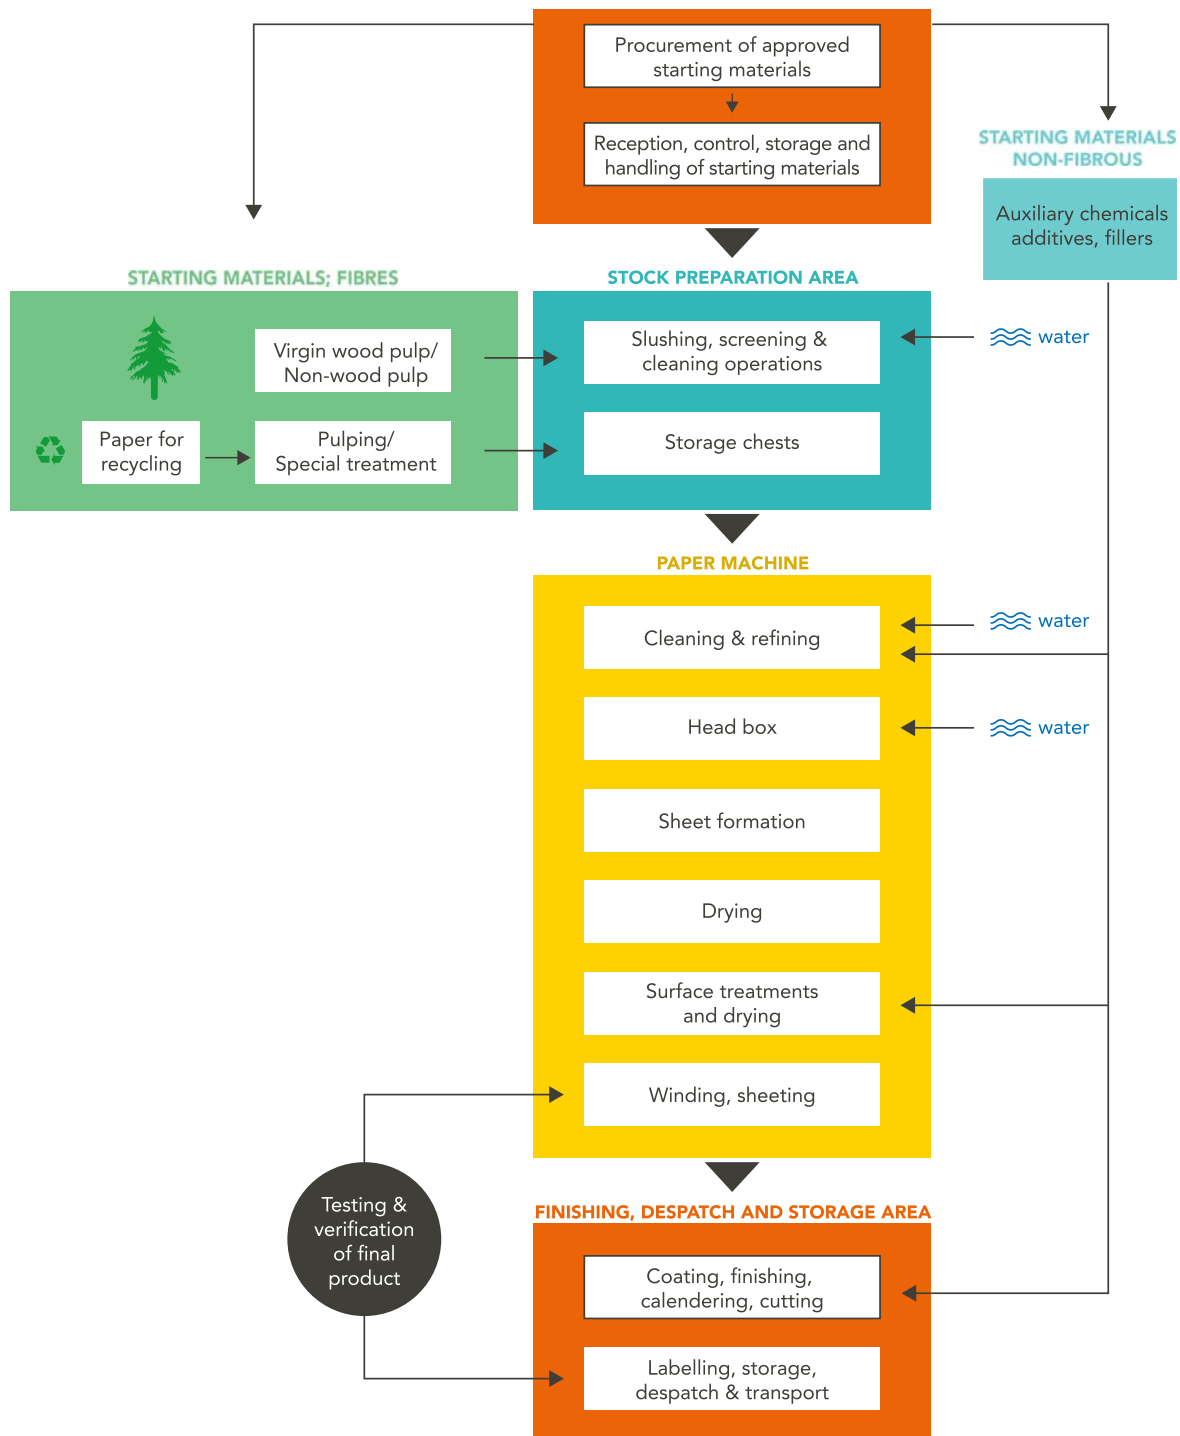 Procurement of approved
starting materials
Reception, control, storage and
handling of starting materials
STARTING MATERIALS
NON-FIBROUS
Auxiliary chemicals
additives, fillers
STARTING MATERIALS; FIBRES
Virgin wood pulp/
Non-wood pulp
Paper for
recycling
Pulping/
Special treatment
STOCK PREPARATION AREA
Slushing, screening &
cleaning operations
water
Storage chests
PAPER MACHINE
Cleaning & refining
water
Head box
water
Sheet formation
Drying
Surface treatments
and drying
Winding, sheeting
Testing &
verification
of final
product
FINISHING, DESPATCH AND STORAGE AREA
Coating, finishing,
calendering, cutting
Labelling, storage,
despatch & transport